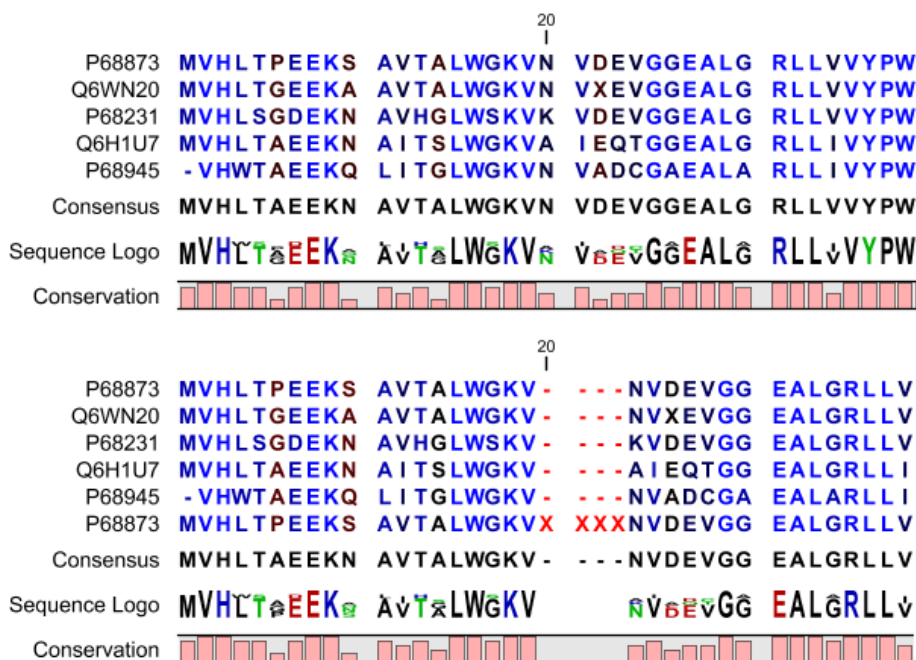 20
P68873 MVHLTPEEKS AVTALWGKVN VDEVGGEALG RLLVVYPW
Q6WN20 MVHLTGEEKA AVTALWGKVN VXEVGGEALG RLLVVYPW
P68231 MVHLSGDEKN AVHGLWSKVK VDEVGGEALG RLLVVYPW
Q6H1U7 MVHLTAEEKN AITSLWGKVA IEQTGGEALG RLLIVYPW
P68945 -VHWTAEEKQ LITGLWGKVN VADCGAEALA RLLIVYPW
Consensus MVHLTAEEKN AVTALWGKVN VDEVGGEALG RLLVVYPW
Sequence Logo
Conservation
20
P68873 MVHLTPEEKS AVTALWGKV- ---NVDEVGG EALGRLLV
Q6WN20 MVHLTGEEKA AVTALWGKV- ---NVXEVGG EALGRLLV
P68231 MVHLSGDEKN AVHGLWSKV- ---KVDEVGG EALGRLLV
Q6H1U7 MVHLTAEEKN AITSLWGKV- ---AIEQTGG EALGRLLI
P68945 -VHWTAEEKQ LITGLWGKV- ---NVADCGA EALARLLI
P68873 MVHLTPEEKS AVTALWGKVX XXXNVDEVGG EALGRLLV
Consensus MVHLTAEEKN AVTALWGKV- ---NVDEVGG EALGRLLV
Sequence Logo
Conservation